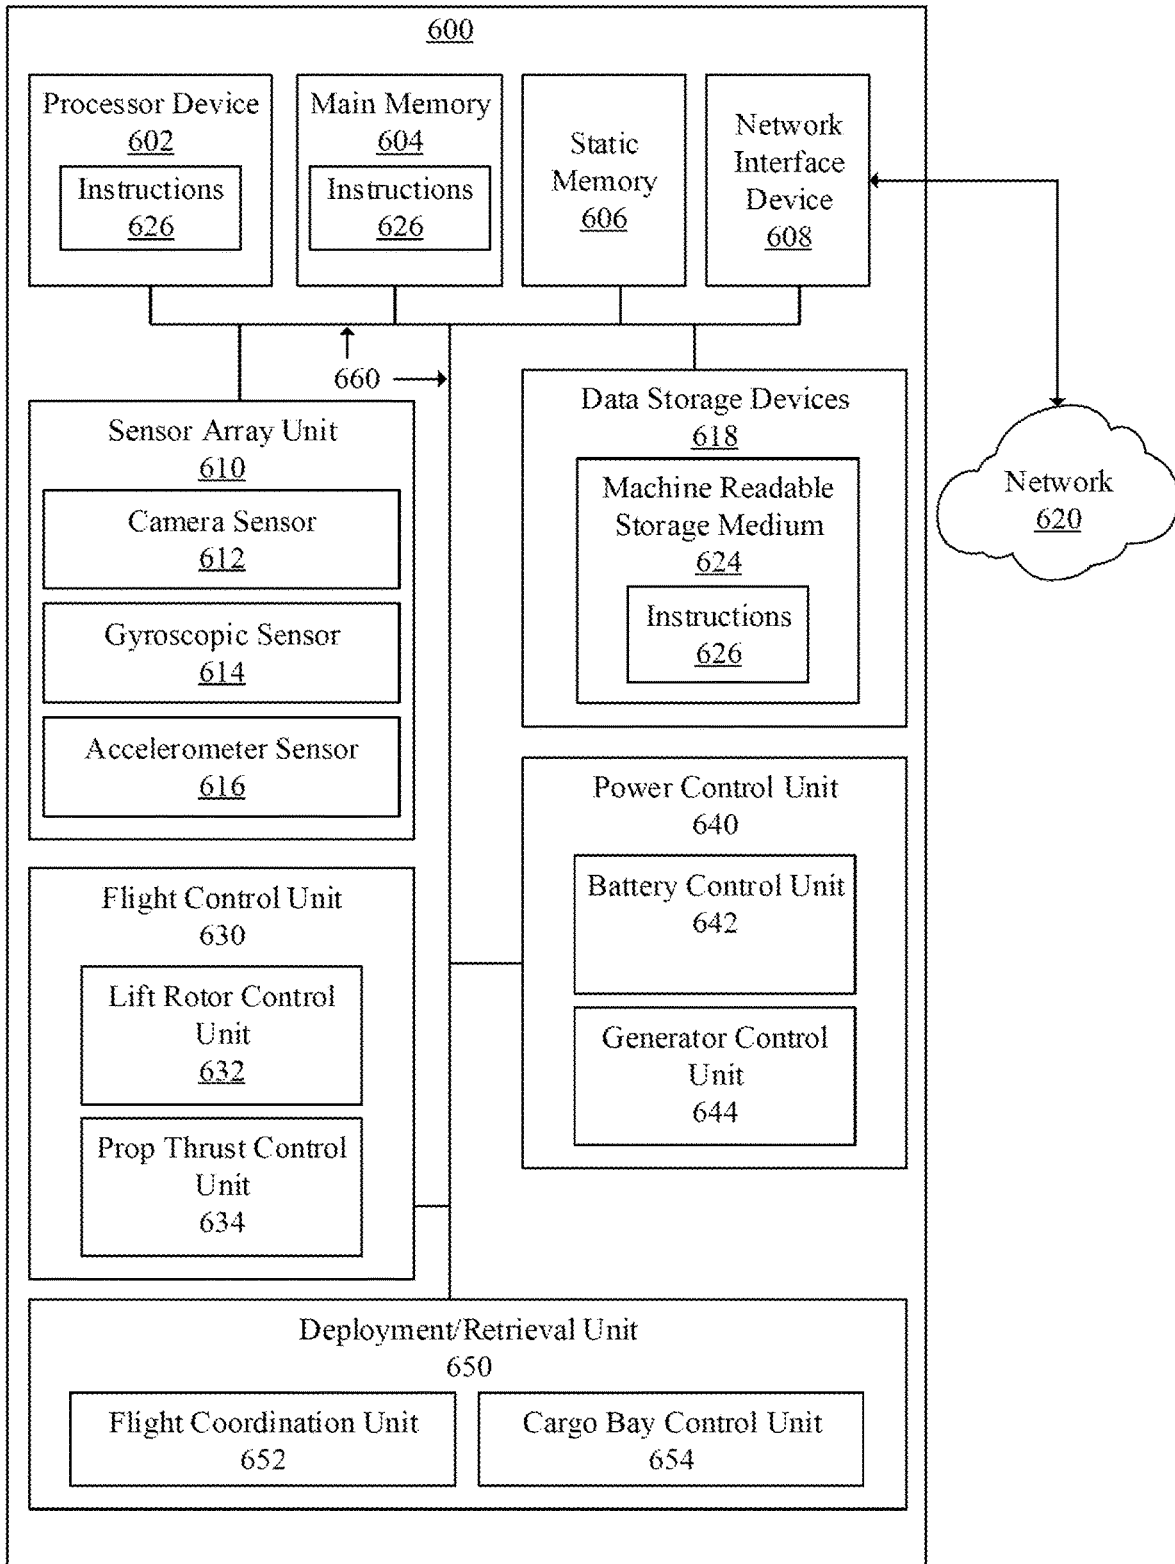 600
Processor Device
602
Instructions
626
Main Memory
604
Instructions
626
Static
Memory
606
Network
Interface
Device
608
660
Sensor Array Unit
610
Camera Sensor
612
Gyroscopic Sensor
614
Accelerometer Sensor
616
Data Storage Devices
618
Machine Readable
Storage Medium
624
Instructions
626
Network
620
Power Control Unit
640
Battery Control Unit
642
Generator Control
Unit
644
Flight Control Unit
630
Lift Rotor Control
Unit
632
Prop Thrust Control
Unit
634
Deployment/Retrieval Unit
650
Flight Coordination Unit
652
Cargo Bay Control Unit
654